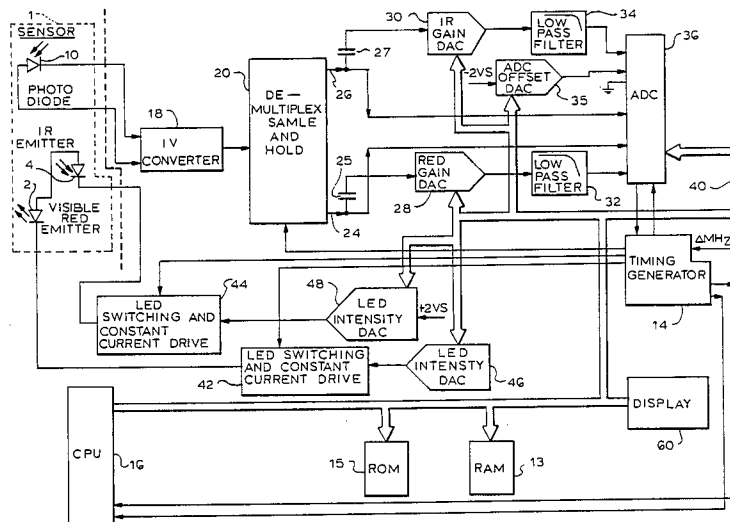 1
SENSOR
10
PHOTO
DIODE
IR EMITTER
4
2
VISIBLE
RED
EMITTER
18
I V
CONVERTER
20
DE-
MULTIPLEX
SAMLE
AND
HOLD
26
27
25
24
30
IR
GAIN
DAC
34
LOW
PASS
FILTER
-2VS
ADC
OFFSET
DAC
35
36
ADC
RED
GAIN
DAC
28
LOW
PASS
FILTER
32
40
ΔMHZ
TIMING
GENERATOR
14
44
LED
SWITCHING AND
CONSTANT
CURRENT DRIVE
48
LED
INTENSITY
DAC
+2VS
LED SWITCHING
AND CONSTANT
CURRENT DRIVE
42
LED
INTENSTY
DAC
46
DISPLAY
60
CPU
16
15
ROM
RAM
13